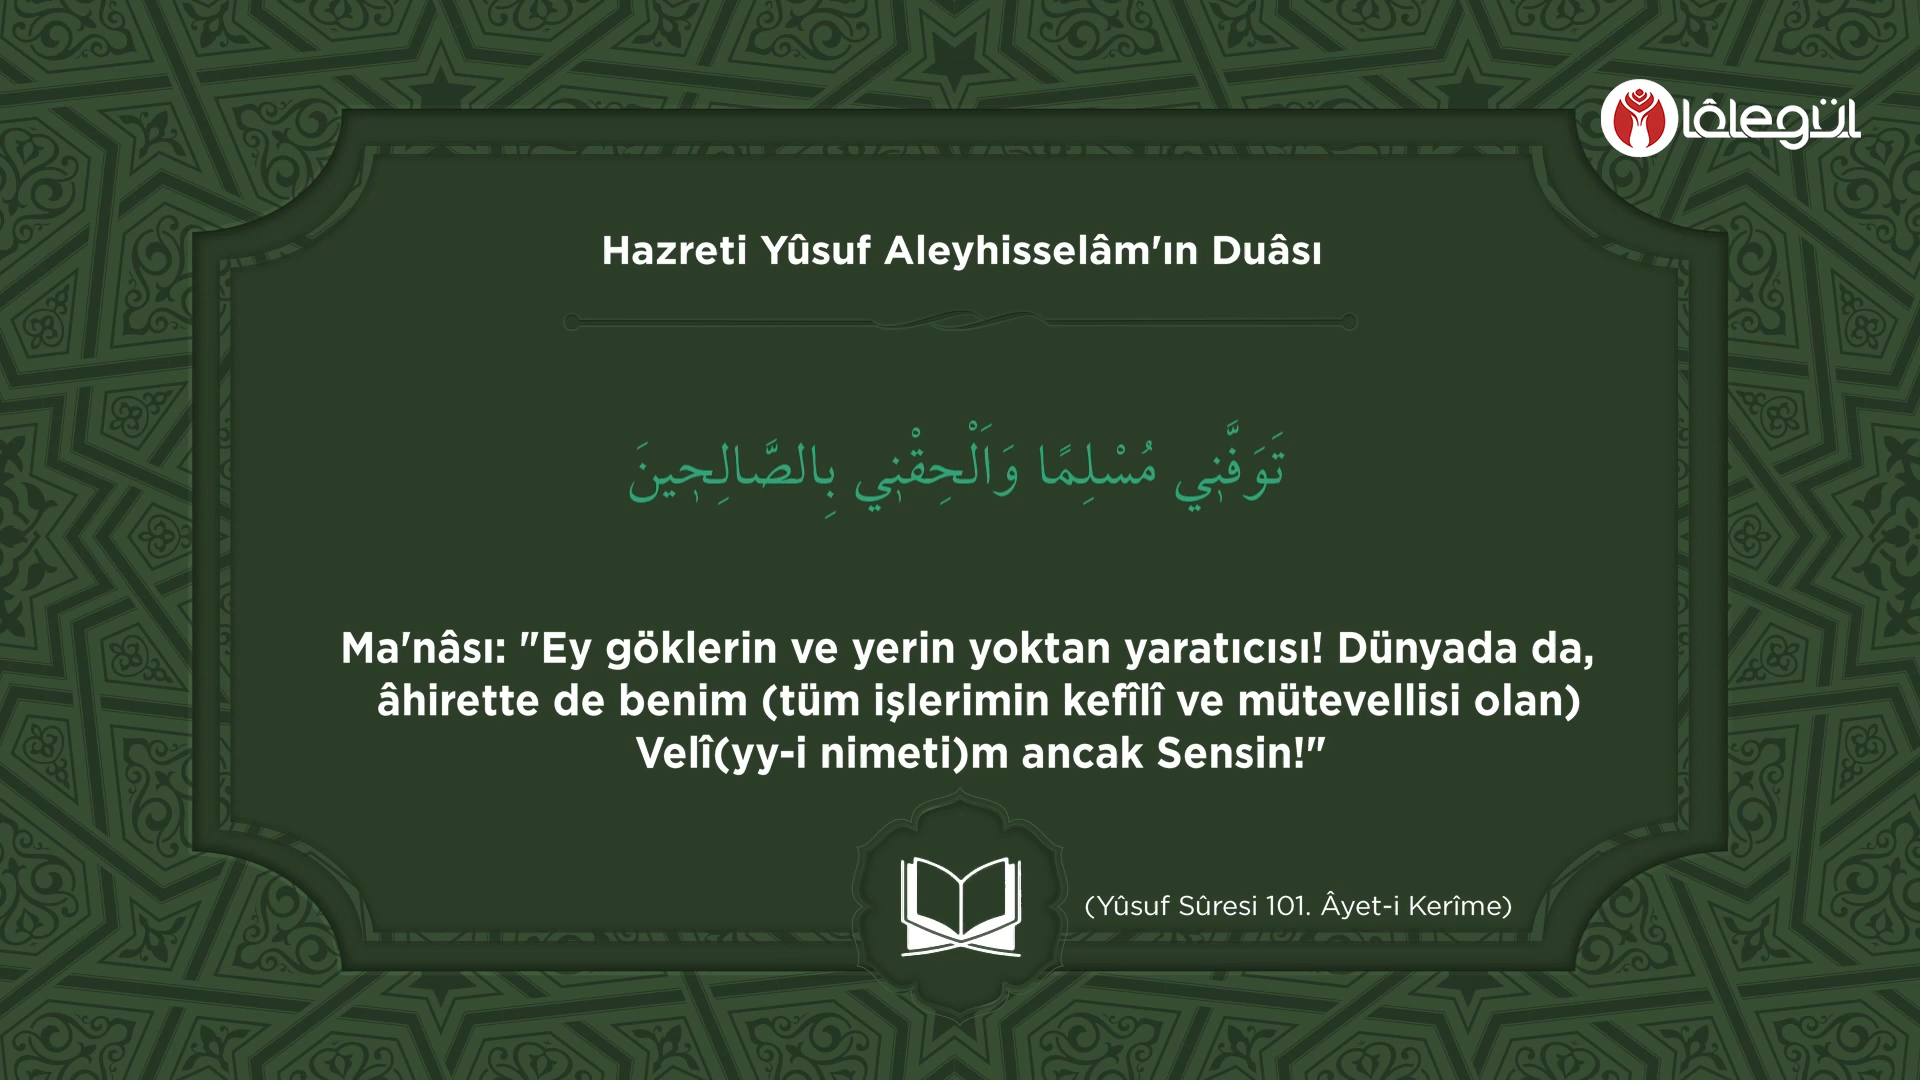 lâlegül
Hazreti Yûsuf Aleyhisselâm'ın Duâsı
تَوَفَّنٖي مُسْلِمًا وَاَلْحِقْنٖي بِالصَّالِحٖينَ
Ma'nâsı: "Ey göklerin ve yerin yoktan yaratıcısı! Dünyada da,
âhirette de benim (tüm işlerimin kefîlî ve mütevellisi olan)
Velî(yy-i nimeti)m ancak Sensin!"
(Yûsuf Sûresi 101. Âyet-i Kerîme)